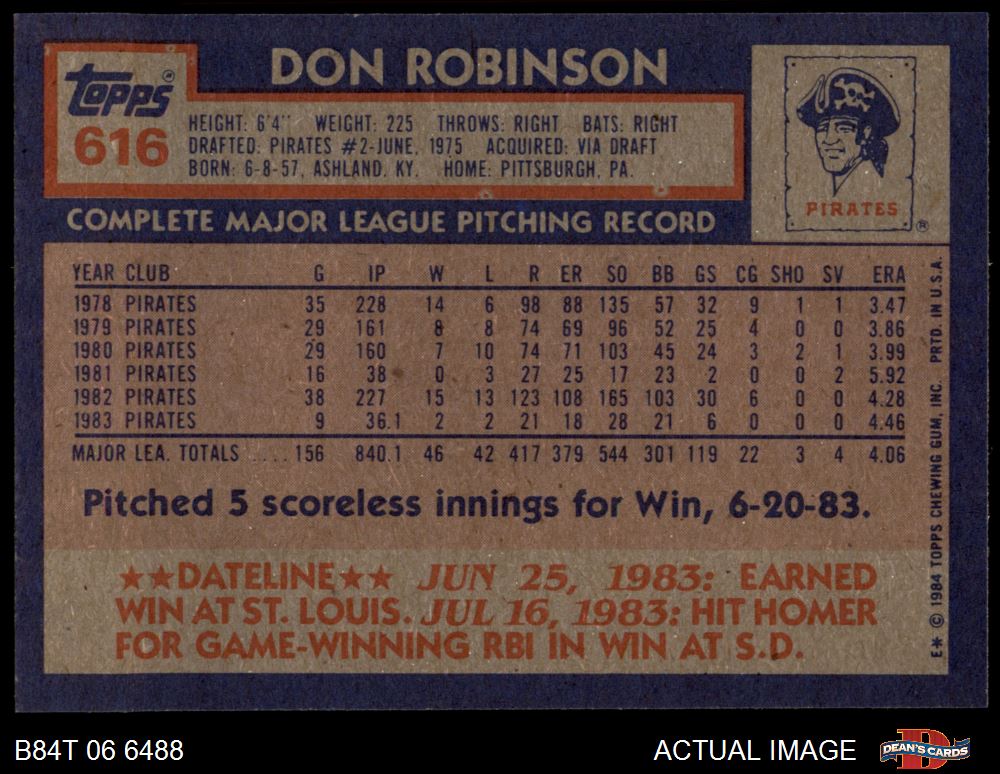 DON ROBINSON
Topps®
616
HEIGHT: 6'4" WEIGHT: 225 THROWS: RIGHT BATS: RIGHT
DRAFTED: PIRATES #2-JUNE, 1975 ACQUIRED: VIA DRAFT
BORN: 6-8-57, ASHLAND, KY. HOME: PITTSBURGH, PA.
PIRATES ®
COMPLETE MAJOR LEAGUE PITCHING RECORD
YEAR CLUB G IP W L R ER SO BB GS CG SHO SV ERA
1978 PIRATES 35 228 14 6 98 88 135 57 32 9 1 1 3.47
1979 PIRATES 29 161 8 8 74 69 96 52 25 4 0 0 3.86
1980 PIRATES 29 160 7 10 74 71 103 45 24 3 2 1 3.99
1981 PIRATES 16 38 0 3 27 25 17 23 2 0 0 2 5.92
1982 PIRATES 38 227 15 13 123 108 165 103 30 6 0 0 4.28
1983 PIRATES 9 36.1 2 2 21 18 28 21 6 0 0 0 4.46
MAJOR LEA. TOTALS .... 156 840.1 46 42 417 379 544 301 119 22 3 4 4.06
Pitched 5 scoreless innings for Win, 6-20-83.
★★DATELINE★★ JUN 25, 1983: EARNED
WIN AT ST. LOUIS. JUL 16, 1983: HIT HOMER
FOR GAME-WINNING RBI IN WIN AT S.D.
E* © 1984 TOPPS CHEWING GUM, INC. PRTD. IN U.S.A.
B84T 06 6488
ACTUAL IMAGE
DEAN'S CARDS